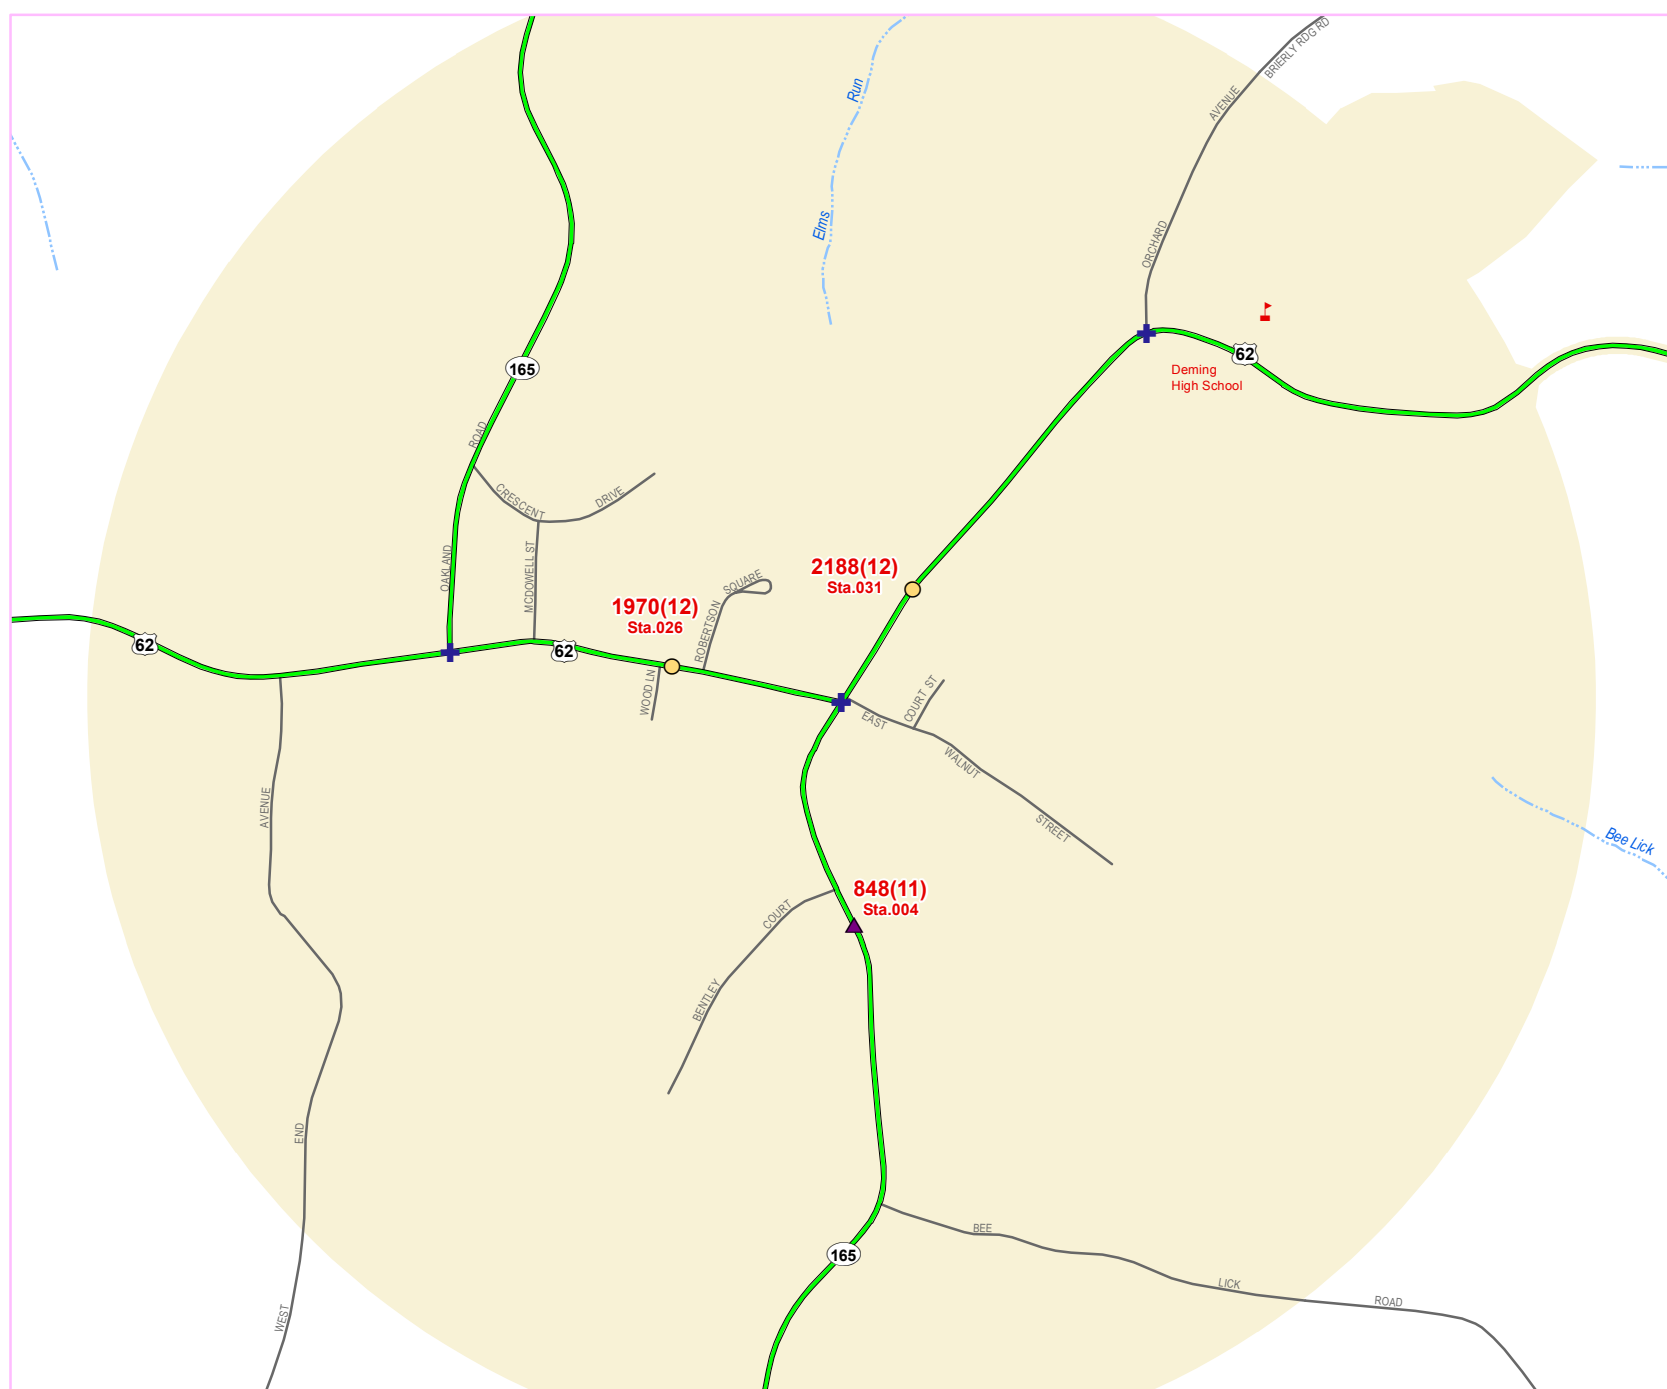 BRIERLY RDG RD
AVENUE
Run
Elms
ORCHARD
62
Deming
High School
165
ROAD
CRESCENT
DRIVE
OAKLAND
MCDOWELL ST
2188(12)
Sta.031
1970(12)
Sta.026
ROBERTSON
SQUARE
62
62
WOOD LN
COURT ST
EAST
WALNUT
STREET
AVENUE
Bee Lick
848(11)
Sta.004
COURT
BENTLEY
END
165
BEE
LICK
ROAD
WEST